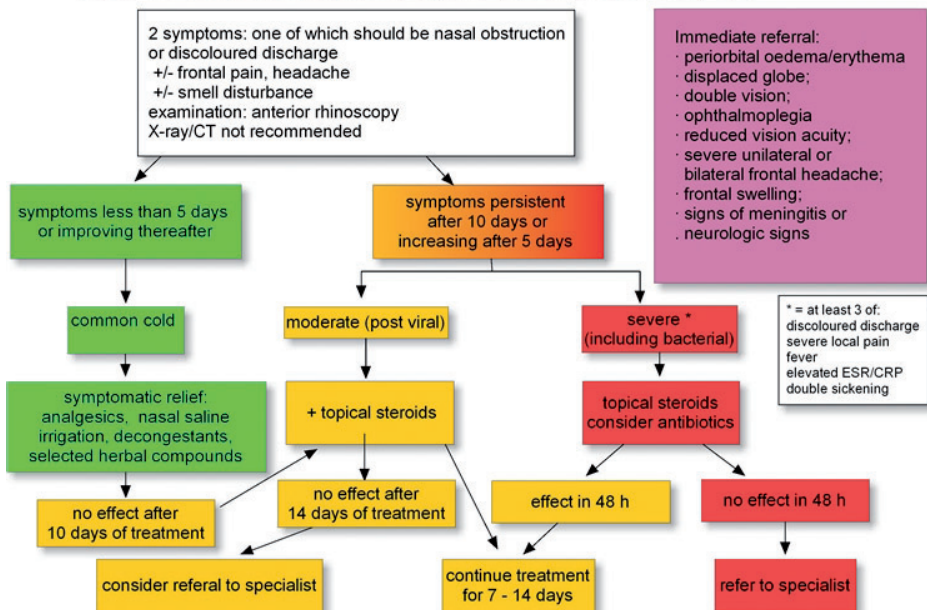 2 symptoms: one of which should be nasal obstruction
or discoloured discharge
+/- frontal pain, headache
+/- smell disturbance
examination: anterior rhinoscopy
X-ray/CT not recommended
Immediate referral:
· periorbital oedema/erythema
· displaced globe;
· double vision;
· ophthalmoplegia
· reduced vision acuity;
· severe unilateral or
bilateral frontal headache;
· frontal swelling;
· signs of meningitis or
. neurologic signs
symptoms less than 5 days
or improving thereafter
symptoms persistent
after 10 days or
increasing after 5 days
common cold
moderate (post viral)
severe *
(including bacterial)
* = at least 3 of:
discoloured discharge
severe local pain
fever
elevated ESR/CRP
double sickening
symptomatic relief:
analgesics, nasal saline
irrigation, decongestants,
selected herbal compounds
+ topical steroids
topical steroids
consider antibiotics
no effect after
10 days of treatment
no effect after
14 days of treatment
effect in 48 h
no effect in 48 h
consider referal to specialist
continue treatment
for 7 - 14 days
refer to specialist